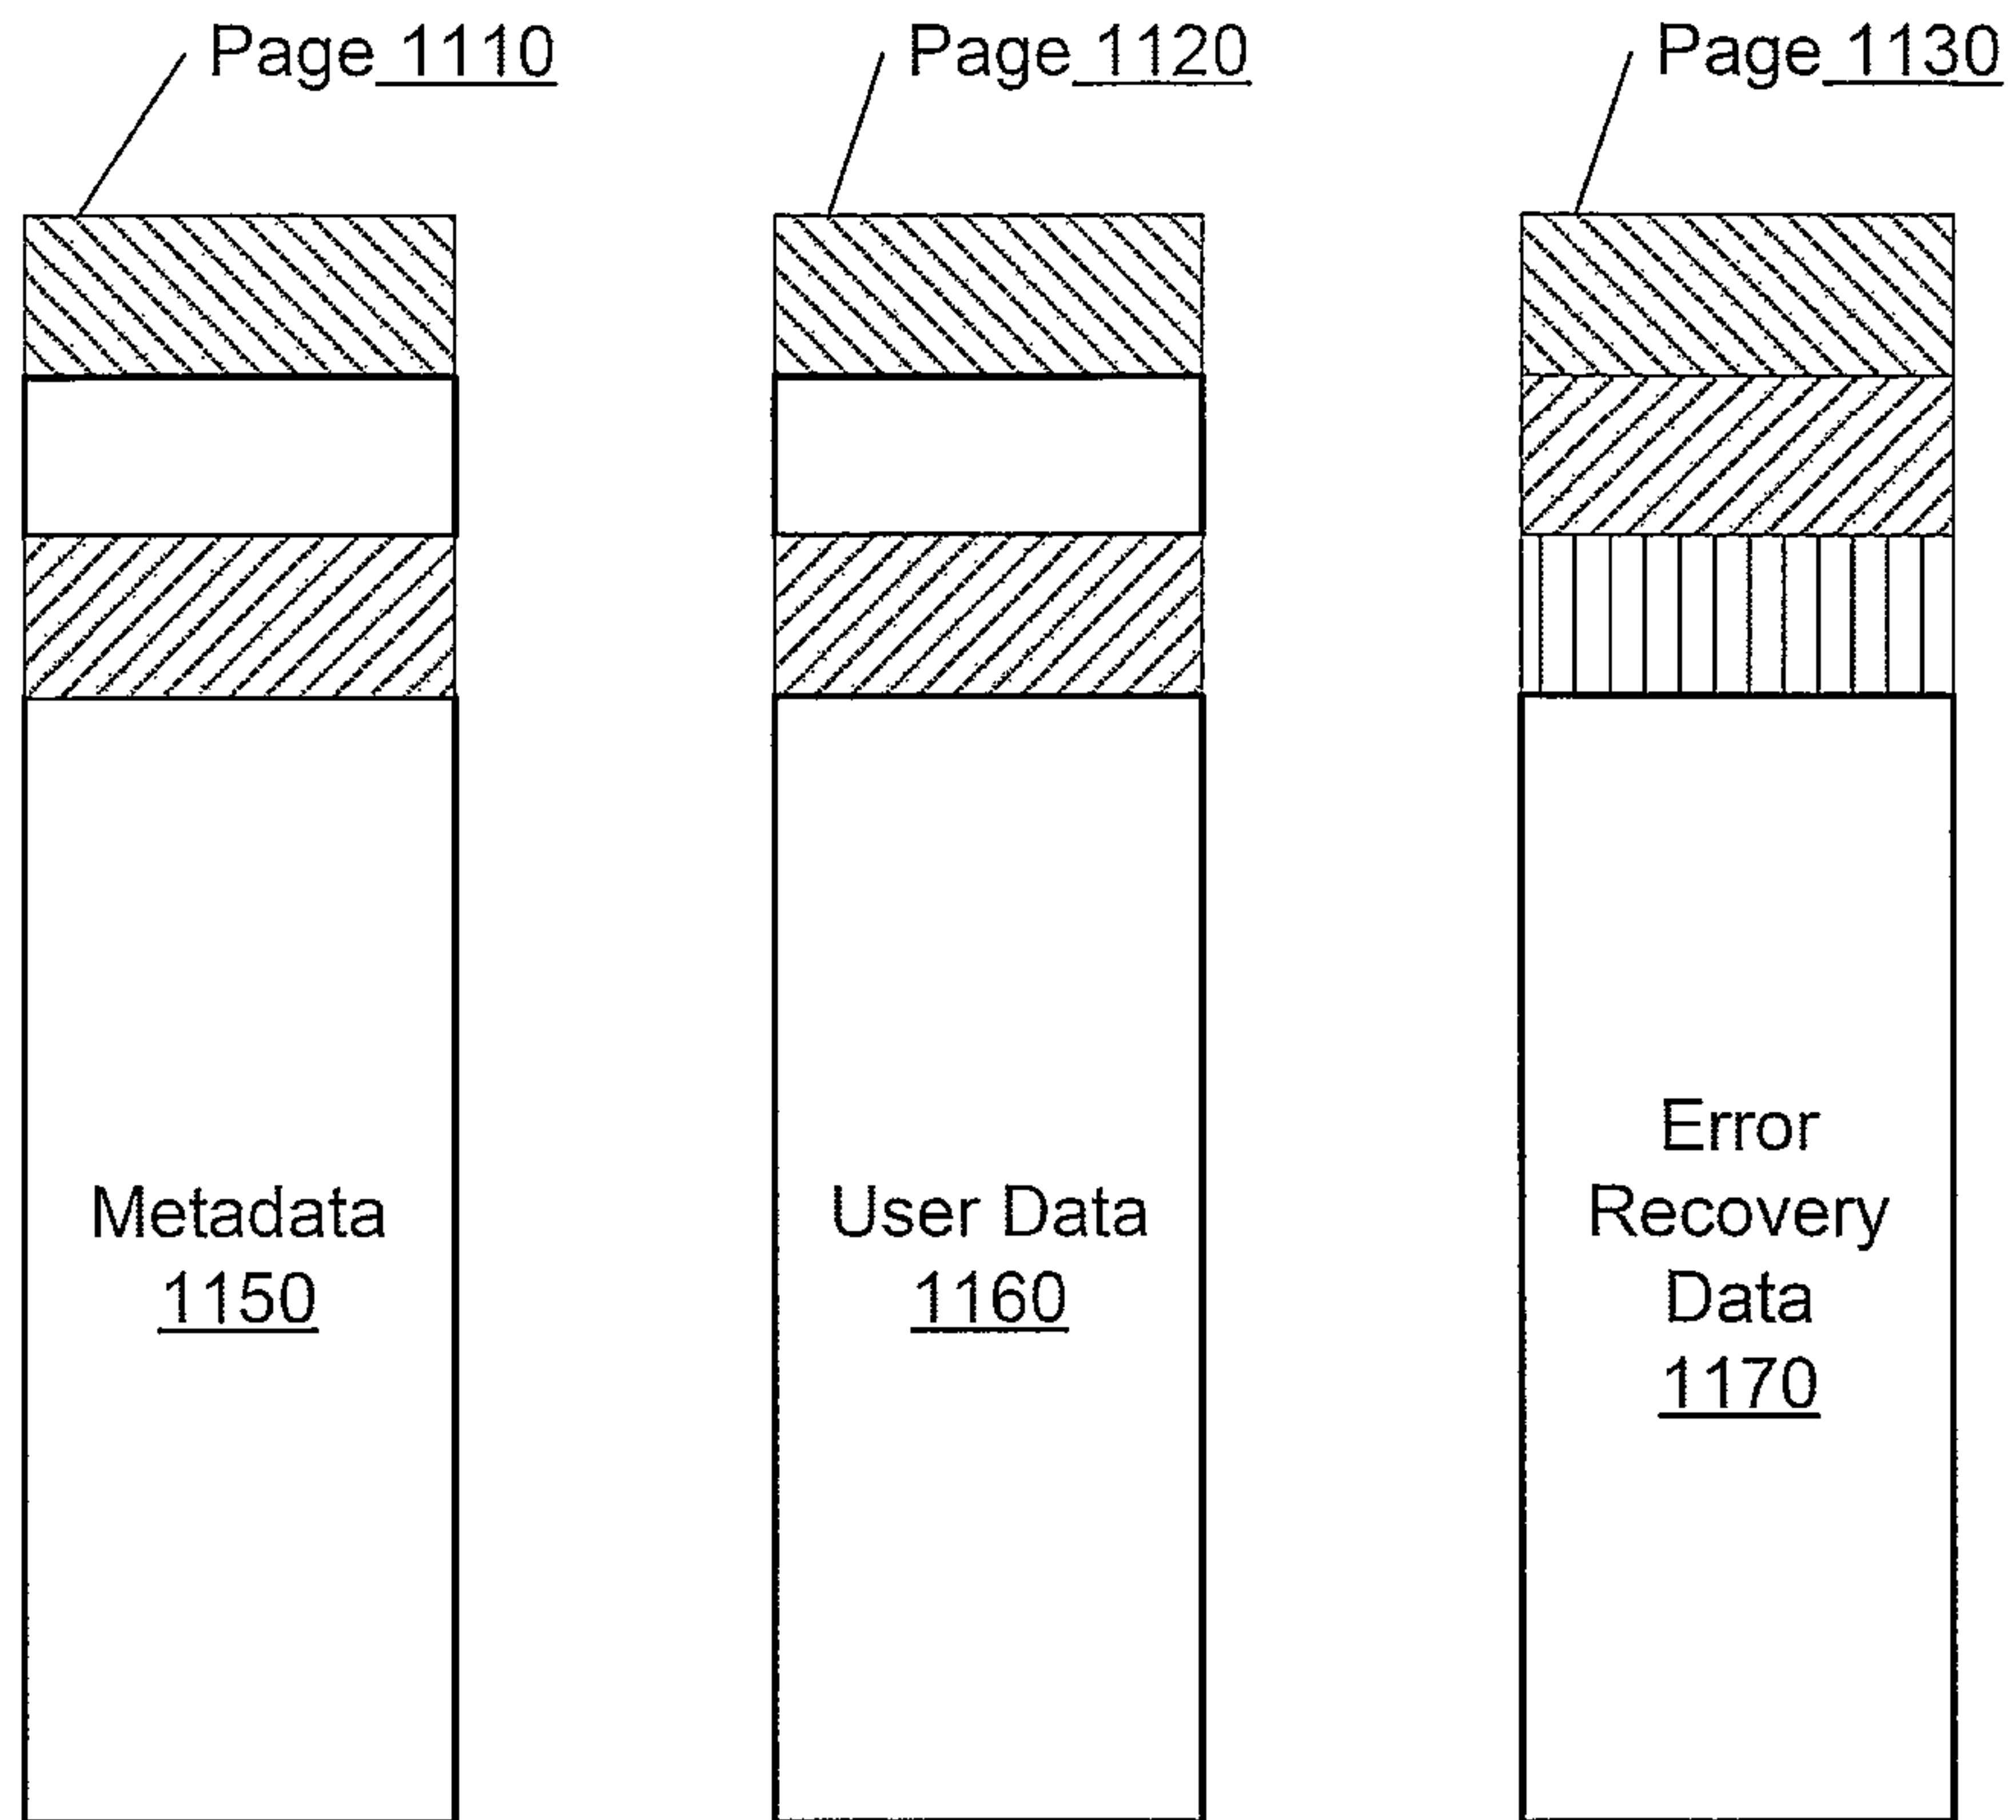 Page 1110
Page 1120
Page 1130
Metadata
1150
User Data
1160
Error
Recovery
Data
1170